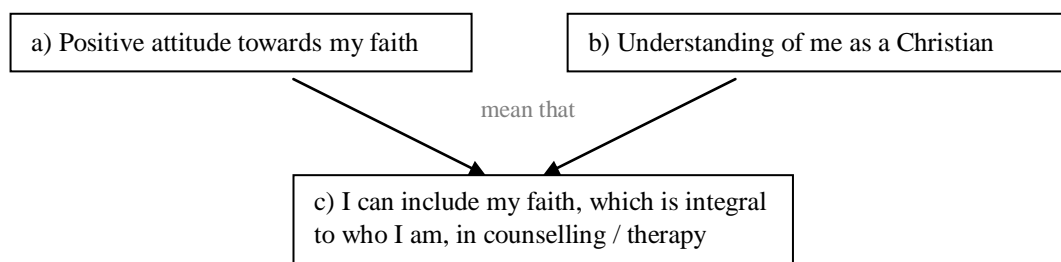 a) Positive attitude towards my faith
b) Understanding of me as a Christian
mean that
c) I can include my faith, which is integral
to who I am, in counselling / therapy